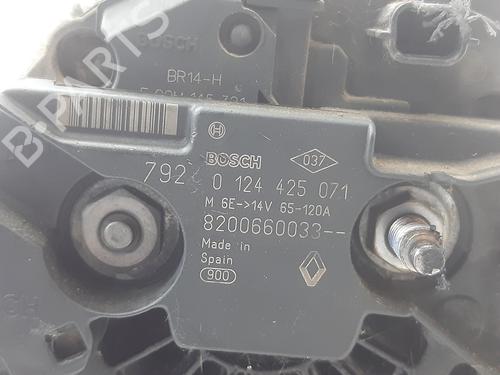 B-PARTS
BOSCH
BR14-H
BOSCH
037
792 0 124 425 071
M 6E->14V 65-120A
8200660033--
Made in
Spain
900